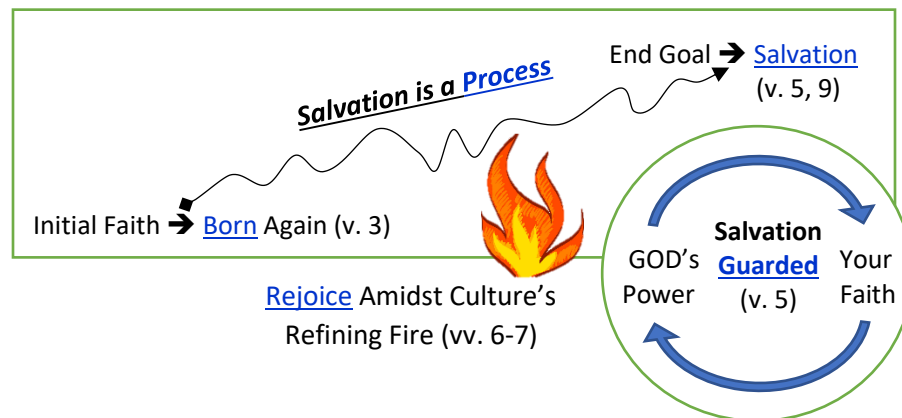 End Goal 🡺 Salvation
(v. 5, 9)
Salvation is a Process
Initial Faith 🡺 Born Again (v. 3)
Rejoice Amidst Culture's
Refining Fire (vv. 6-7)
GOD's
Power
Salvation
Guarded
(v. 5)
Your
Faith